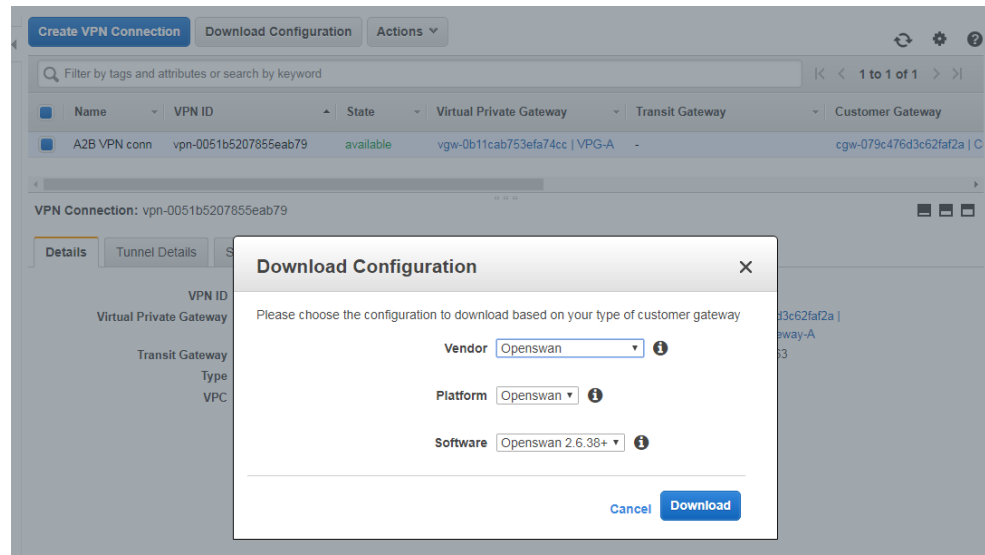 Create VPN Connection Download Configuration Actions
Filter by tags and attributes or search by keyword 1 to 1 of 1
Name VPN ID State Virtual Private Gateway Transit Gateway Customer Gateway
A2B VPN conn vpn-0051b5207855eab79 available vgw-0b11cab753efa74cc | VPG-A - cgw-079c476d3c62faf2a | C
VPN Connection: vpn-0051b5207855eab79
Details Tunnel Details S
Download Configuration
VPN ID
Virtual Private Gateway d3c62faf2a |
eway-A
Please choose the configuration to download based on your type of customer gateway
Transit Gateway 63
Vendor Openswan
Type
VPC
Platform Openswan
Software Openswan 2.6.38+
Cancel Download